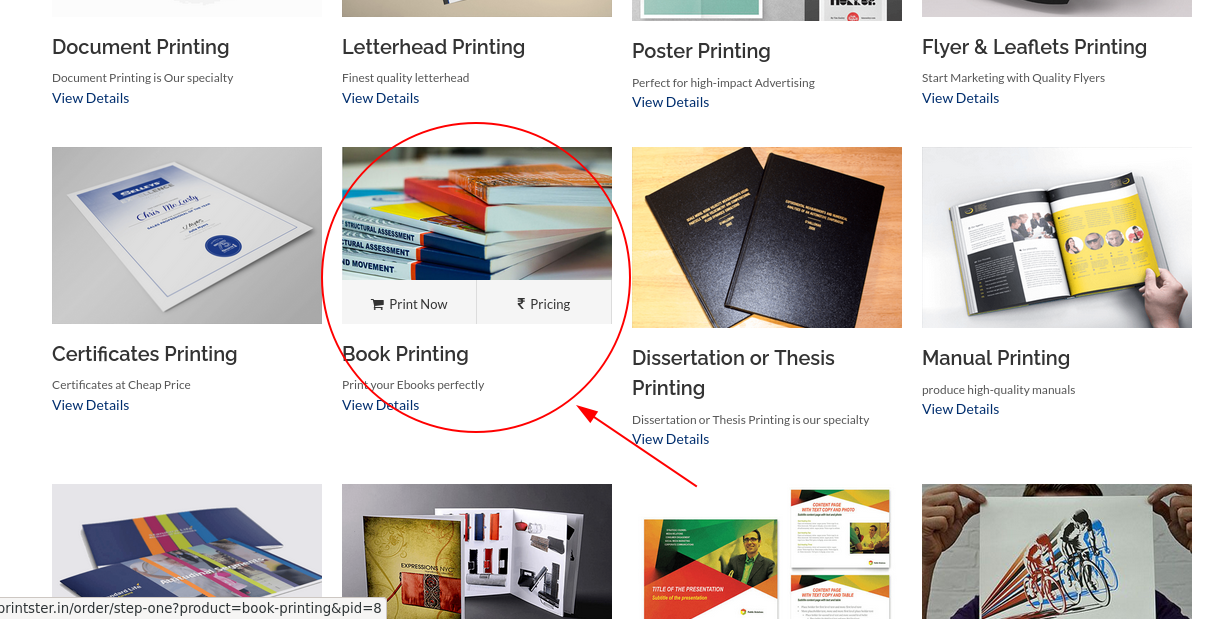 Document Printing
Document Printing is Our specialty
View Details
Letterhead Printing
Finest quality letterhead
View Details
Poster Printing
Perfect for high-impact Advertising
View Details
Flyer & Leaflets Printing
Start Marketing with Quality Flyers
View Details
SELLEYS
Chris McLasty
STRUCTURAL ASSESSMENT
CTURAL ASSESSMENT
ND MOVEMENT
Print Now
₹ Pricing
Certificates Printing
Certificates at Cheap Price
View Details
Book Printing
Print your Ebooks perfectly
View Details
Dissertation or Thesis
Printing
Dissertation or Thesis Printing is our specialty
View Details
Manual Printing
produce high-quality manuals
View Details
EXPRESSIONS NYC
TITLE OF THE PRESENTATION
Subtitle of the presentation
CONTENT PAGE
WITH TEXT COPY AND PHOTO
CONTENT PAGE
WITH TEXT COPY AND TABLE
printster.in/order/step-one?product=book-printing&pid=8